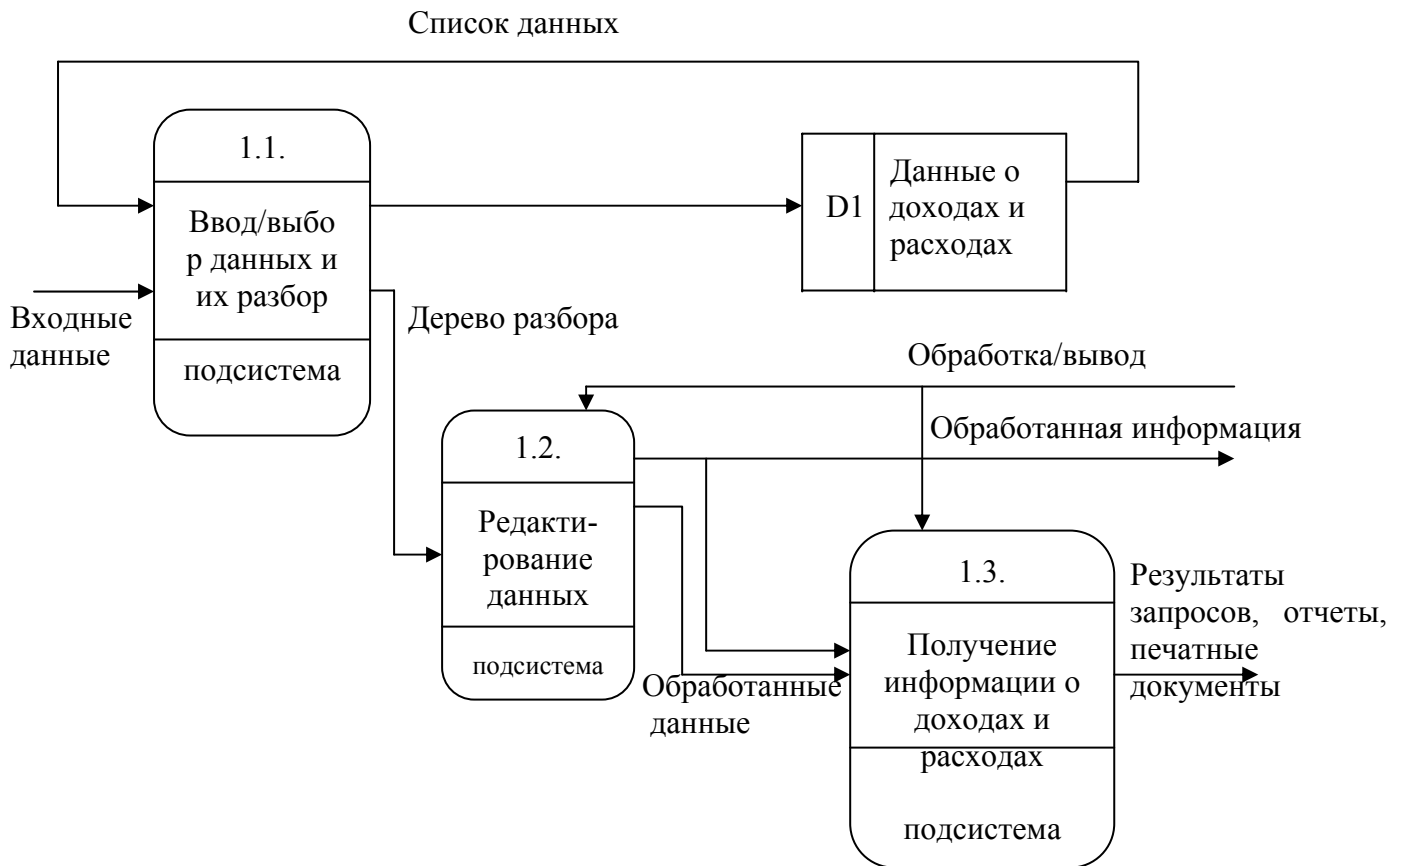 Список данных
1.1.
Ввод/выбо
р данных и
их разбор
подсистема
D1
Данные о
доходах и
расходах
Входные
данные
Дерево разбора
Обработка/вывод
Обработанная информация
1.2.
Редакти-
рование
данных
подсистема
Обработанные
данные
1.3.
Получение
информации о
доходах и
расходах
подсистема
Результаты
запросов, отчеты,
печатные
документы